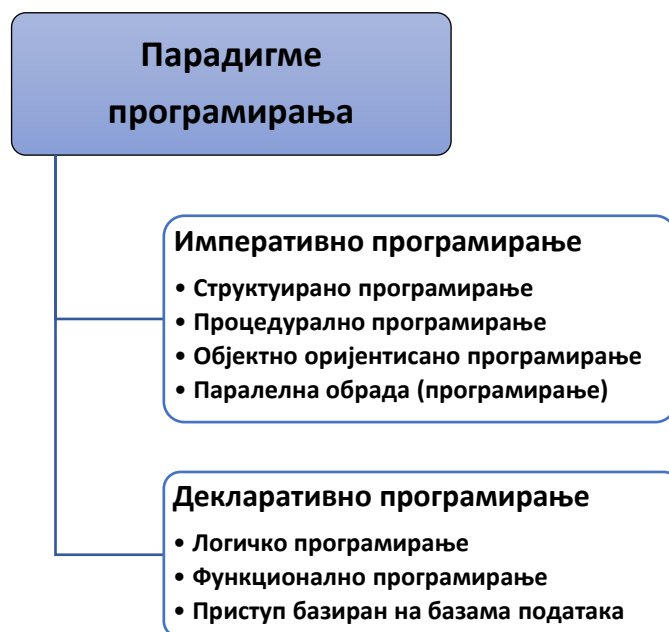 Парадигме
програмирања
Императивно програмирање
• Структуирано програмирање
• Процедурално програмирање
• Објектно оријентисано програмирање
• Паралелна обрада (програмирање)
Декларативно програмирање
• Логичко програмирање
• Функционално програмирање
• Приступ базиран на базама података